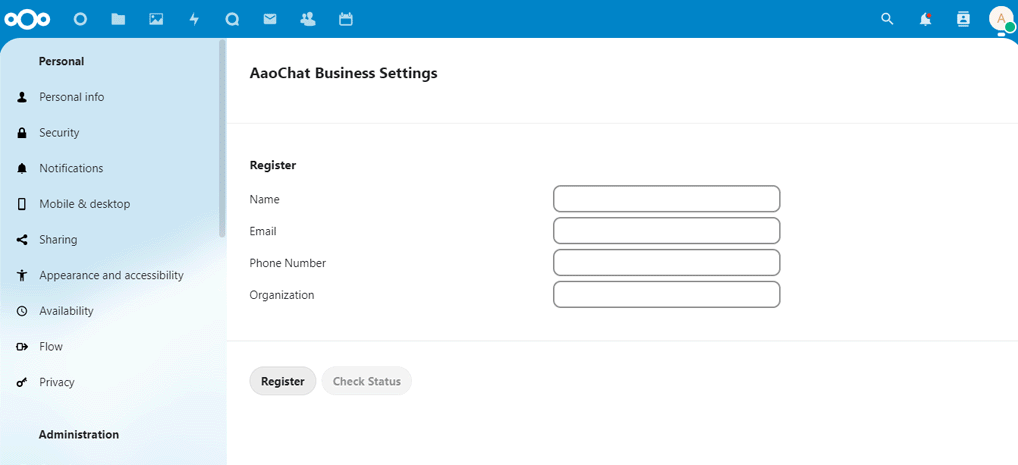 A
Personal
Personal info
Security
Notifications
Mobile & desktop
Sharing
Appearance and accessibility
Availability
Flow
Privacy
Administration
AaoChat Business Settings
Register
Name
Email
Phone Number
Organization
Register
Check Status